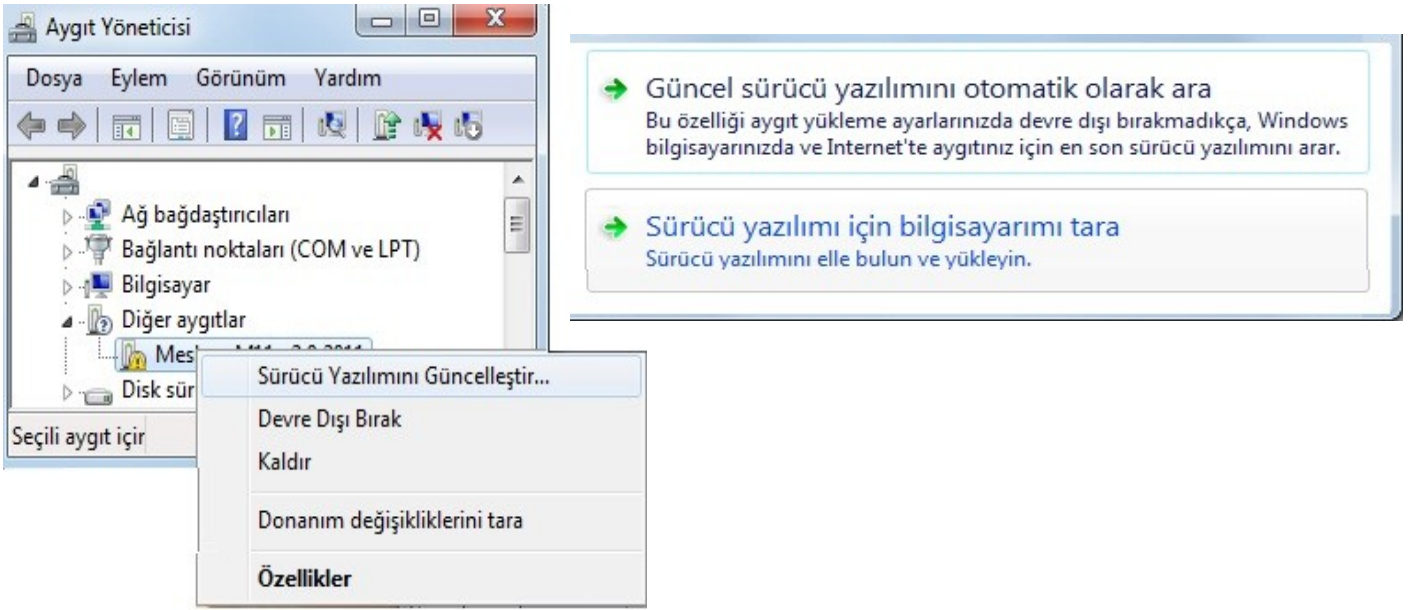 Aygıt Yöneticisi
Dosya Eylem Görünüm Yardım
Ağ bağdaştırıcıları
Bağlantı noktaları (COM ve LPT)
Bilgisayar
Diğer aygıtlar
Disk sür
Seçili aygıt için
Sürücü Yazılımını Güncelleştir...
Devre Dışı Bırak
Kaldır
Donanım değişikliklerini tara
Özellikler
Güncel sürücü yazılımını otomatik olarak ara
Bu özelliği aygıt yükleme ayarlarınızda devre dışı bırakmadıkça, Windows
bilgisayarınızda ve Internet'te aygıtınız için en son sürücü yazılımını arar.
Sürücü yazılımı için bilgisayarımı tara
Sürücü yazılımını elle bulun ve yükleyin.